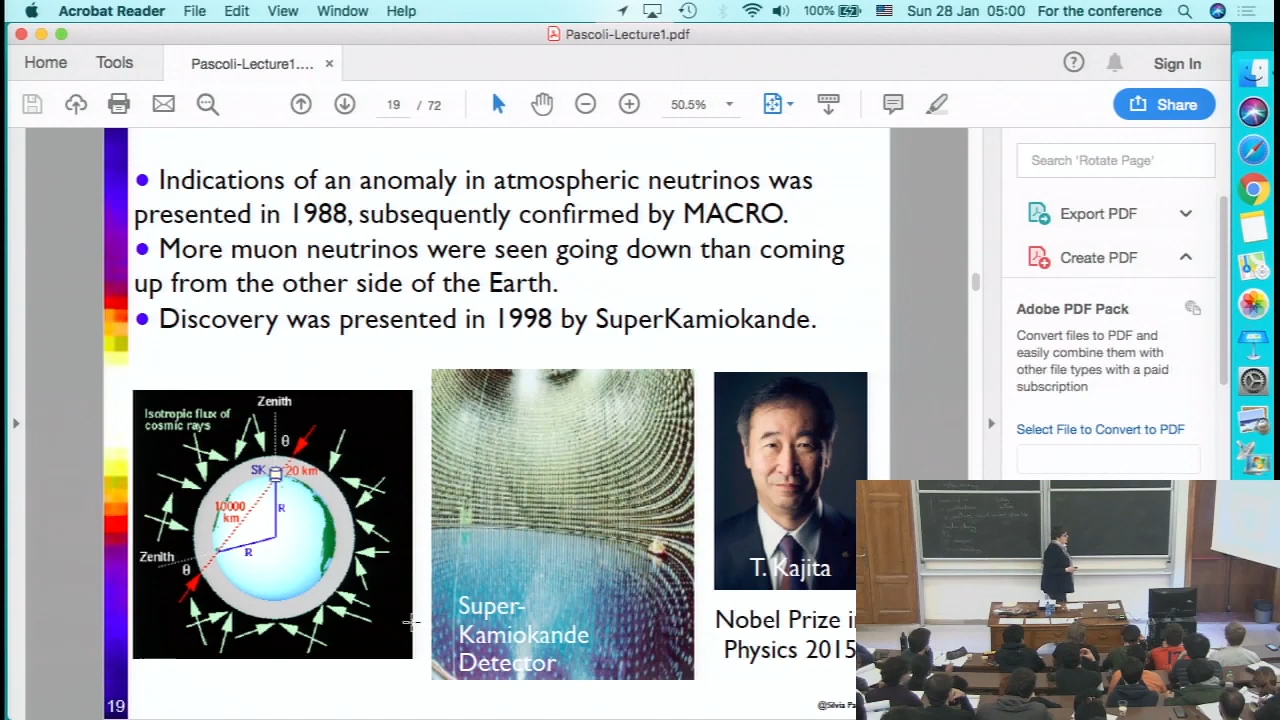 Acrobat Reader File Edit View Window Help 100% Sun 28 Jan 05:00 For the conference
Pascoli-Lecture1.pdf
Home Tools Pascoli-Lecture1.... × Sign In
19 / 72 50.5% Share
• Indications of an anomaly in atmospheric neutrinos was
presented in 1988, subsequently confirmed by MACRO.
• More muon neutrinos were seen going down than coming
up from the other side of the Earth.
• Discovery was presented in 1998 by SuperKamiokande.
Zenith
Isotropic flux of
cosmic rays
θ
SK 20 km
10000
km
R
R
Zenith
θ
Super-
Kamiokande
Detector
T. Kajita
Nobel Prize i
Physics 2015
19
@Silvia Pa
Search 'Rotate Page'
Export PDF
Create PDF
Adobe PDF Pack
Convert files to PDF and
easily combine them with
other file types with a paid
subscription
Select File to Convert to PDF